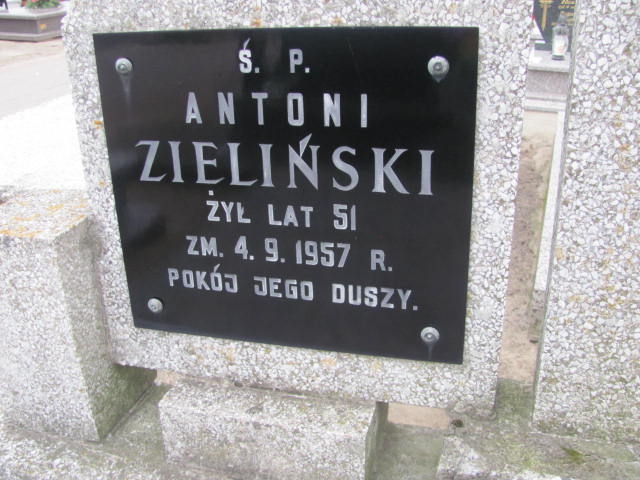 Ś. P.
ANTONI
ZIELIŃSKI
ŻYŁ LAT 51
ZM. 4. 9. 1957 R.
POKÓJ JEGO DUSZY.